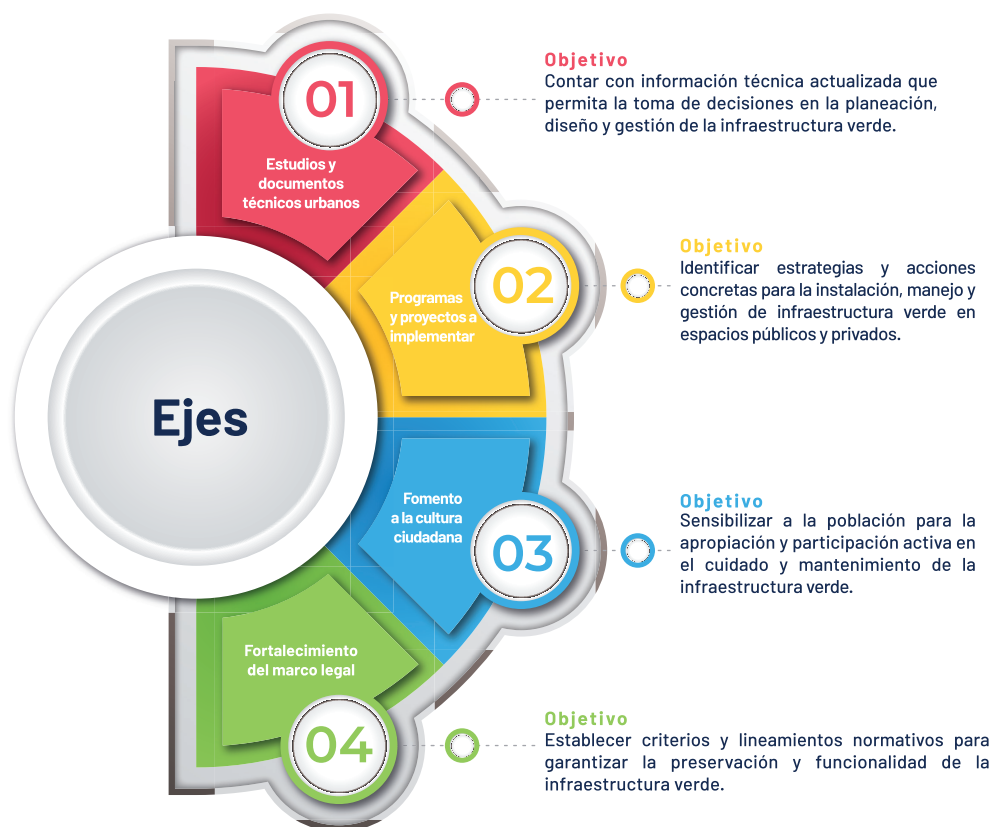 Ejes
01
Estudios y
documentos
técnicos urbanos
Objetivo
Contar con información técnica actualizada que
permita la toma de decisiones en la planeación,
diseño y gestión de la infraestructura verde.
02
Programas
y proyectos a
implementar
Objetivo
Identificar estrategias y acciones
concretas para la instalación, manejo y
gestión de infraestructura verde en
espacios públicos y privados.
03
Fomento
a la cultura
ciudadana
Objetivo
Sensibilizar a la población para la
apropiación y participación activa en
el cuidado y mantenimiento de la
infraestructura verde.
04
Fortalecimiento
del marco legal
Objetivo
Establecer criterios y lineamientos normativos para
garantizar la preservación y funcionalidad de la
infraestructura verde.